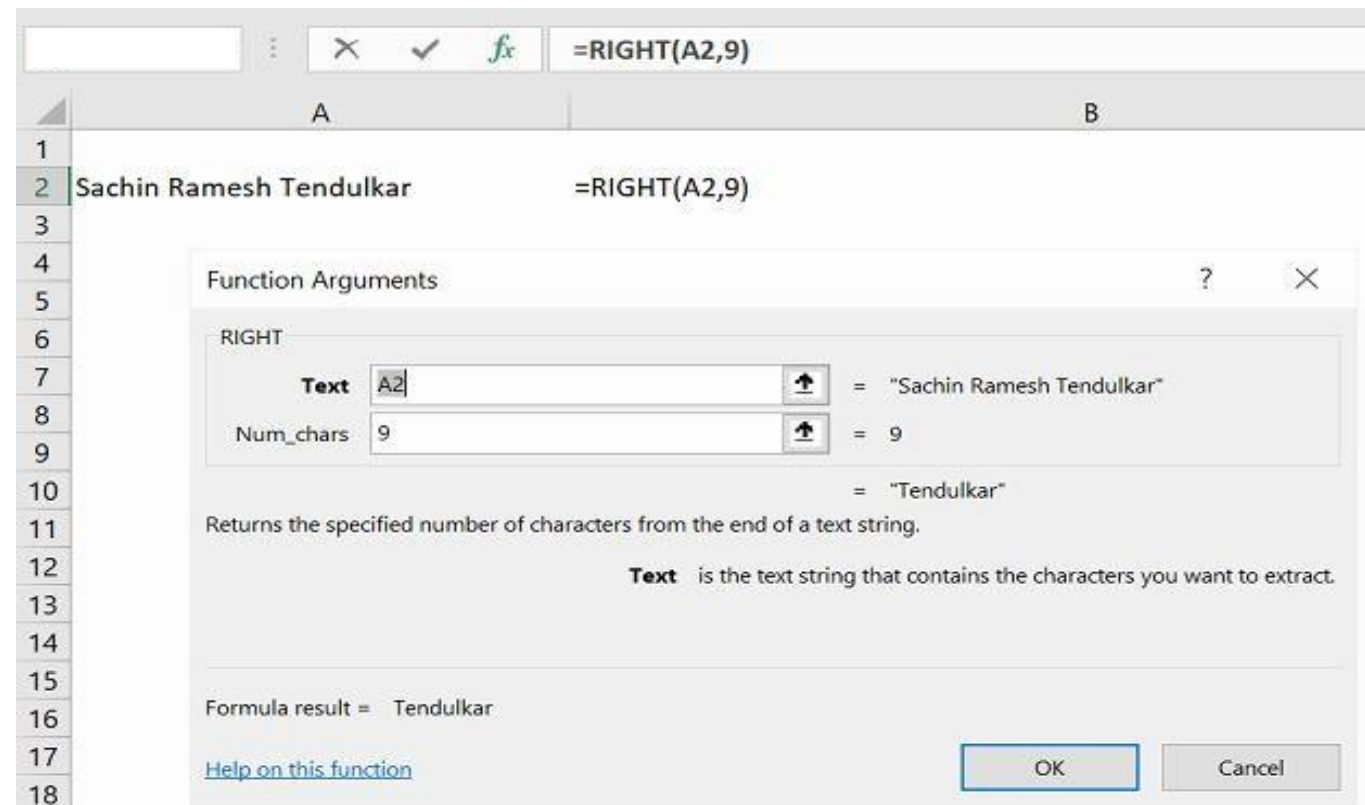 fx =RIGHT(A2,9)
A B
1
2 Sachin Ramesh Tendulkar =RIGHT(A2,9)
3
4
Function Arguments ? ×
5
6 RIGHT
7 Text A2 = "Sachin Ramesh Tendulkar"
8
Num_chars 9 = 9
9
10 = "Tendulkar"
11 Returns the specified number of characters from the end of a text string.
12 Text is the text string that contains the characters you want to extract.
13
14
15
16 Formula result = Tendulkar
17 Help on this function OK Cancel
18